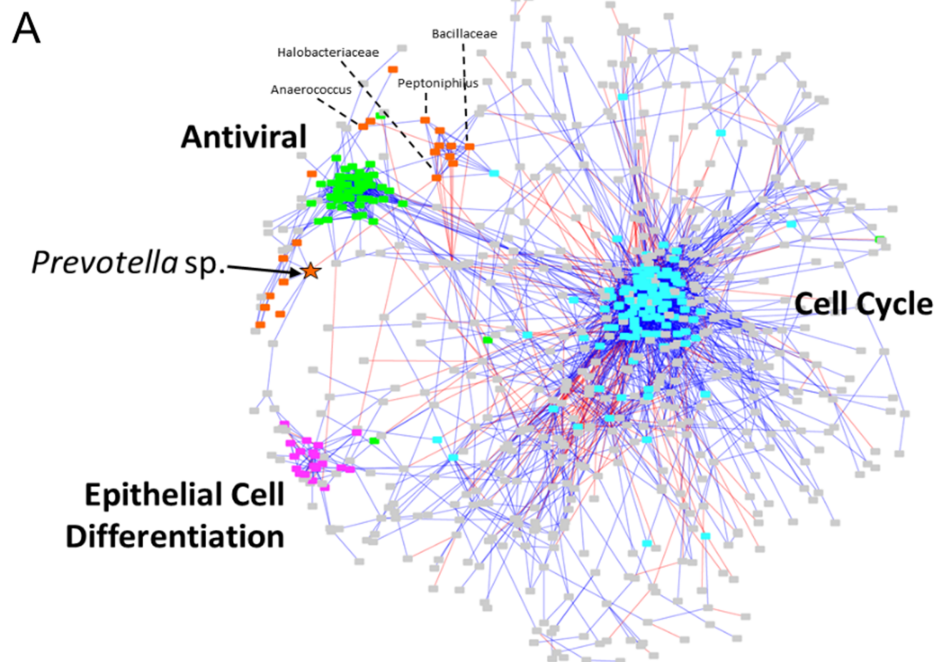 A
Bacillaceae
Halobacteriaceae
Anaerococcus
Peptoniphilus
Antiviral
Prevotella sp.
Cell Cycle
Epithelial Cell
Differentiation